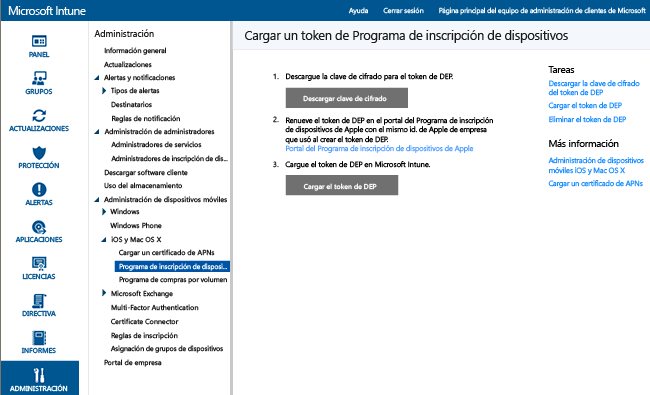 Microsoft Intune
Ayuda
Cerrar sesión
Página principal del equipo de administración de clientes de Microsoft
PANEL
GRUPOS
ACTUALIZACIONES
PROTECCIÓN
ALERTAS
APLICACIONES
LICENCIAS
DIRECTIVA
INFORMES
ADMINISTRACIÓN
Administración
Información general
Actualizaciones
Alertas y notificaciones
Tipos de alertas
Destinatarios
Reglas de notificación
Administración de administradores
Administradores de servicios
Administradores de inscripción de dis...
Descargar software cliente
Uso del almacenamiento
Administración de dispositivos móviles
Windows
Windows Phone
iOS y Mac OS X
Cargar un certificado de APNs
Programa de inscripción de disposi...
Programa de compras por volumen
Microsoft Exchange
Multi-Factor Authentication
Certificate Connector
Reglas de inscripción
Asignación de grupos de dispositivos
Portal de empresa
Cargar un token de Programa de inscripción de dispositivos
1. Descargue la clave de cifrado para el token de DEP.
Descargar clave de cifrado
2. Renueve el token de DEP en el portal del Programa de inscripción
de dispositivos de Apple con el mismo id. de Apple de empresa
que usó al crear el token de DEP.
Portal del Programa de inscripción de dispositivos de Apple
3. Cargue el token de DEP en Microsoft Intune.
Cargar el token de DEP
Tareas
Descargar la clave de cifrado
del token de DEP
Cargar el token de DEP
Eliminar el token de DEP
Más información
Administración de dispositivos
móviles iOS y Mac OS X
Cargar un certificado de APNs